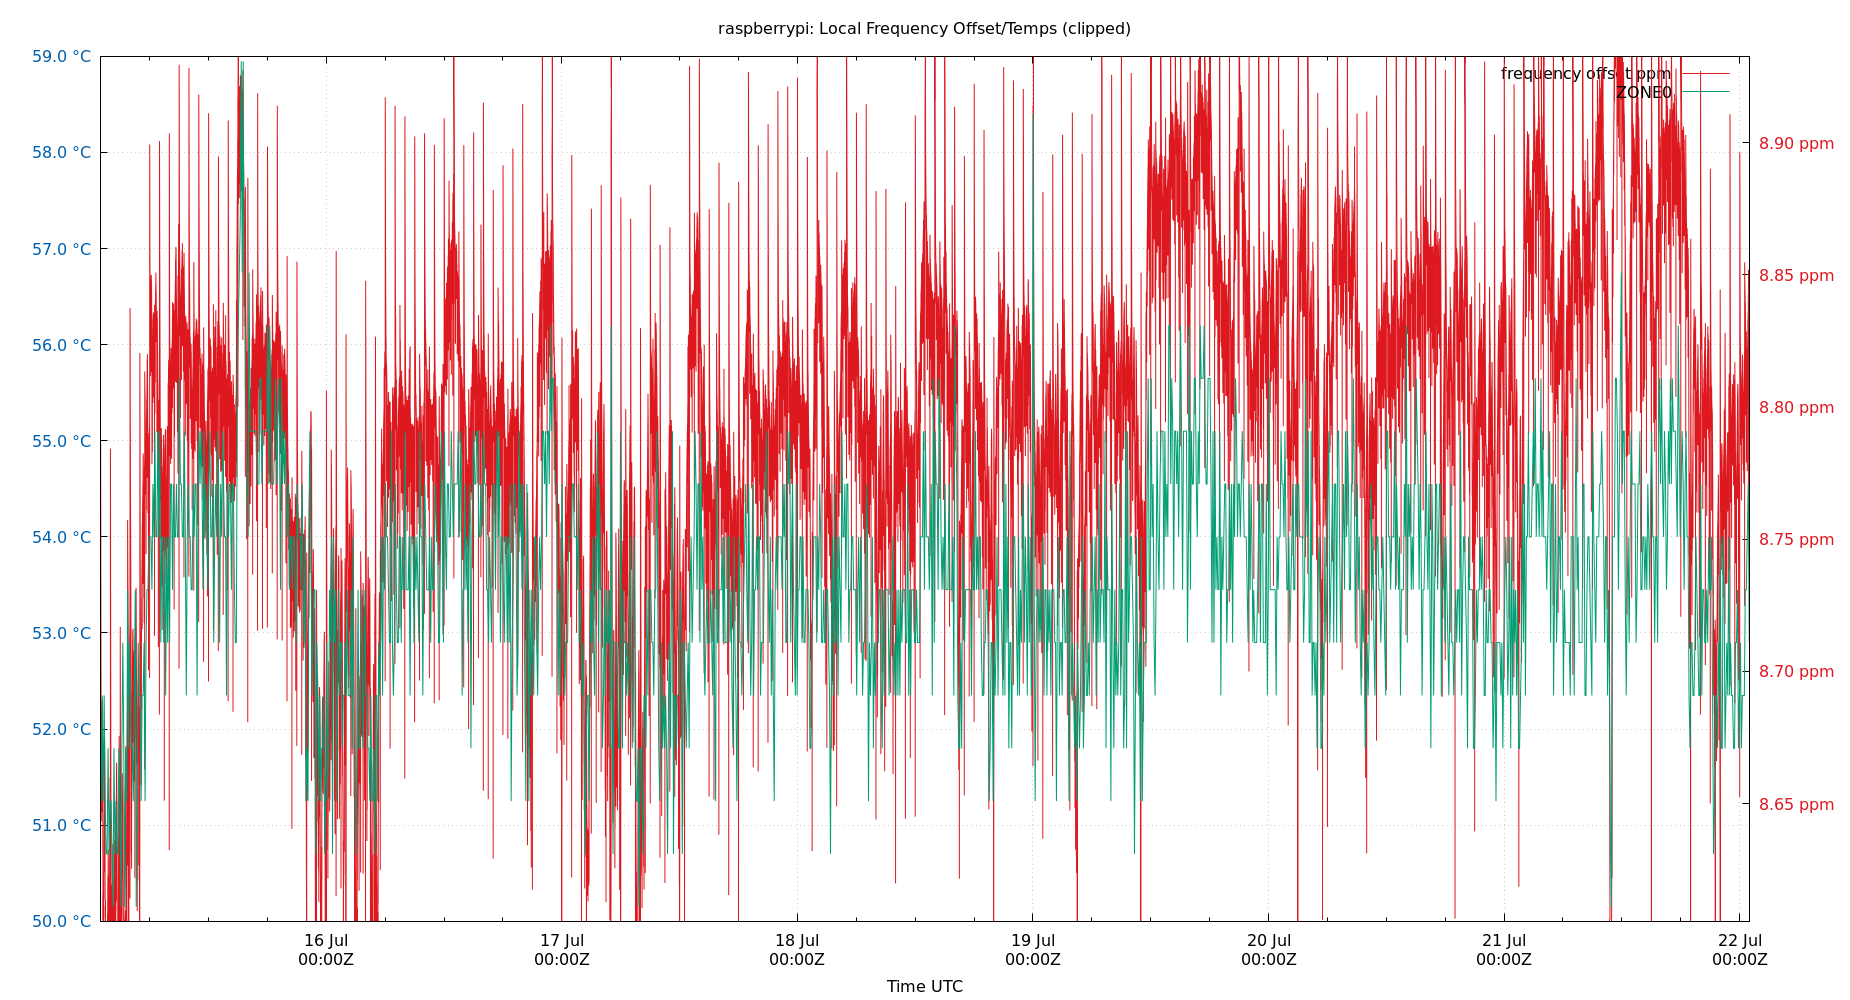 raspberrypi: Local Frequency Offset/Temps (clipped)
59.0 °C
58.0 °C
57.0 °C
56.0 °C
55.0 °C
54.0 °C
53.0 °C
52.0 °C
51.0 °C
50.0 °C
frequency offset ppm
ZONE0
8.90 ppm
8.85 ppm
8.80 ppm
8.75 ppm
8.70 ppm
8.65 ppm
16 Jul
00:00Z
17 Jul
00:00Z
18 Jul
00:00Z
19 Jul
00:00Z
20 Jul
00:00Z
21 Jul
00:00Z
22 Jul
00:00Z
Time UTC